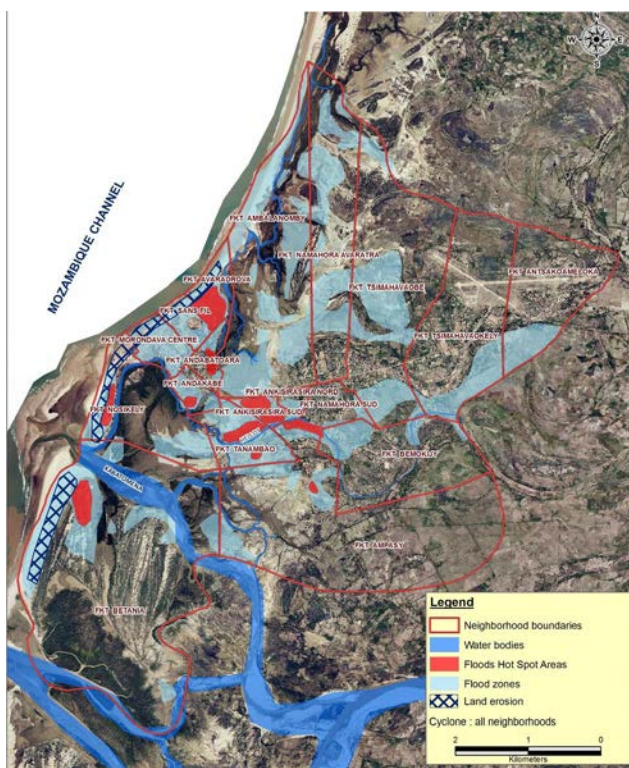 N
W
E
S
MOZAMBIQUE CHANNEL
FKT AMBALANOMBY
FKT NAMAHORA AVARATRA
FKT ANTSAKOAMELOKA
FKT AVARADROVA
FKT TSIMAHAVAOBE
FKT SANS FIL
FKT MORONDAVA CENTRE
FKT TSIMAHAVAOKELY
FKT ANDABATOARA
FKT ANDAKABE
FKT ANKISIRASIRA NORD
FKT NOSIKELY
FKT NAMAHORA SUD
FKT ANKISIRASIRA SUD
FKT TANAMBAO
FKT BEMOKIJY
KABATOMENA
FKT AMPASY
FKT BETANIA
Legend
Neighborhood boundaries
Water bodies
Floods Hot Spot Areas
Flood zones
Land erosion
Cyclone : all neighborhoods
2 1 0
Kilometers